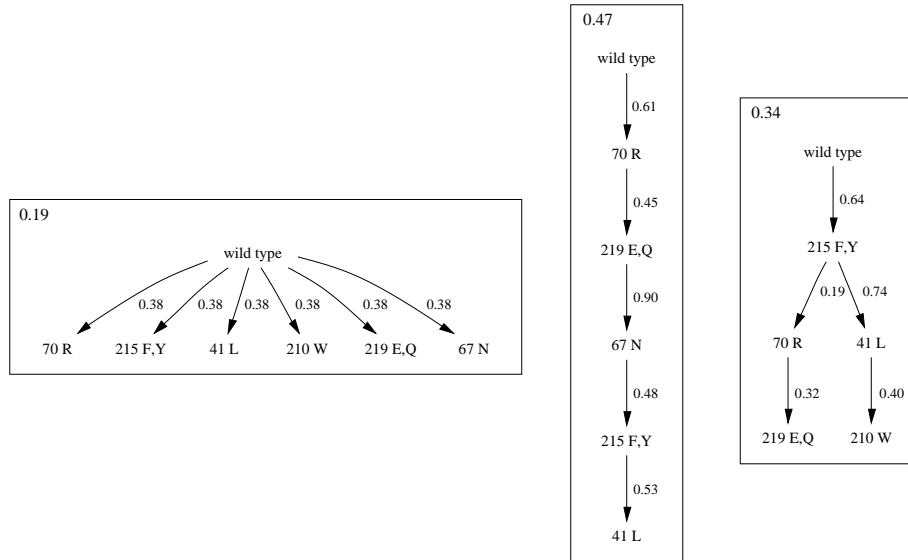 0.19
wild type
0.38 0.38 0.38 0.38 0.38 0.38
70 R 215 F,Y 41 L 210 W 219 E,Q 67 N
0.47
wild type
0.61
70 R
0.45
219 E,Q
0.90
67 N
0.48
215 F,Y
0.53
41 L
0.34
wild type
0.64
215 F,Y
0.19 0.74
70 R 41 L
0.32 0.40
219 E,Q 210 W